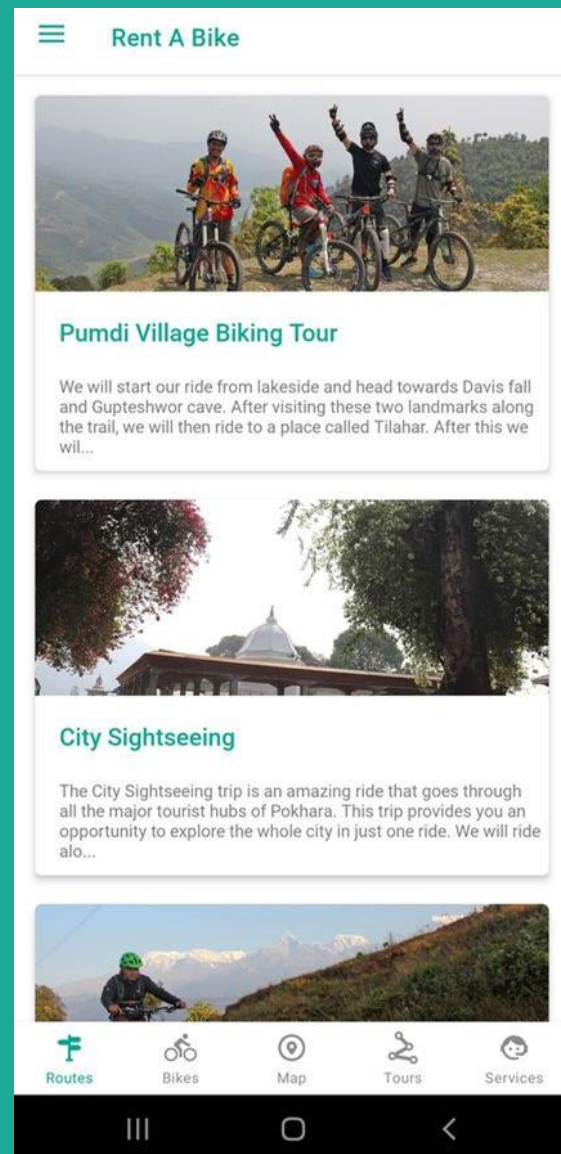 Rent A Bike
Pumdi Village Biking Tour
We will start our ride from lakeside and head towards Davis fall
and Gupteshwor cave. After visiting these two landmarks along
the trail, we will then ride to a place called Tilahar. After this we
wil...
City Sightseeing
The City Sightseeing trip is an amazing ride that goes through
all the major tourist hubs of Pokhara. This trip provides you an
opportunity to explore the whole city in just one ride. We will ride
alo...
Routes
Bikes
Map
Tours
Services